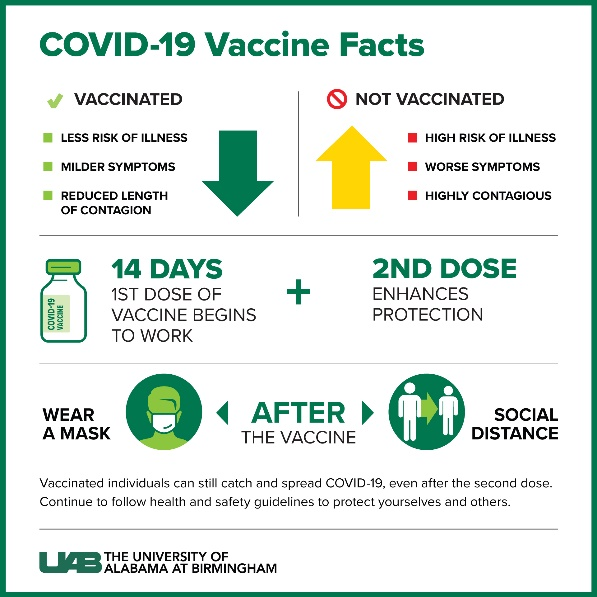 COVID-19 Vaccine Facts
VACCINATED
LESS RISK OF ILLNESS
MILDER SYMPTOMS
REDUCED LENGTH
OF CONTAGION
NOT VACCINATED
HIGH RISK OF ILLNESS
WORSE SYMPTOMS
HIGHLY CONTAGIOUS
COVID-19
VACCINE
14 DAYS
1ST DOSE OF
VACCINE BEGINS
TO WORK
+
2ND DOSE
ENHANCES
PROTECTION
WEAR
A MASK
AFTER
THE VACCINE
SOCIAL
DISTANCE
Vaccinated individuals can still catch and spread COVID-19, even after the second dose.
Continue to follow health and safety guidelines to protect yourselves and others.
UAB THE UNIVERSITY OF
ALABAMA AT BIRMINGHAM